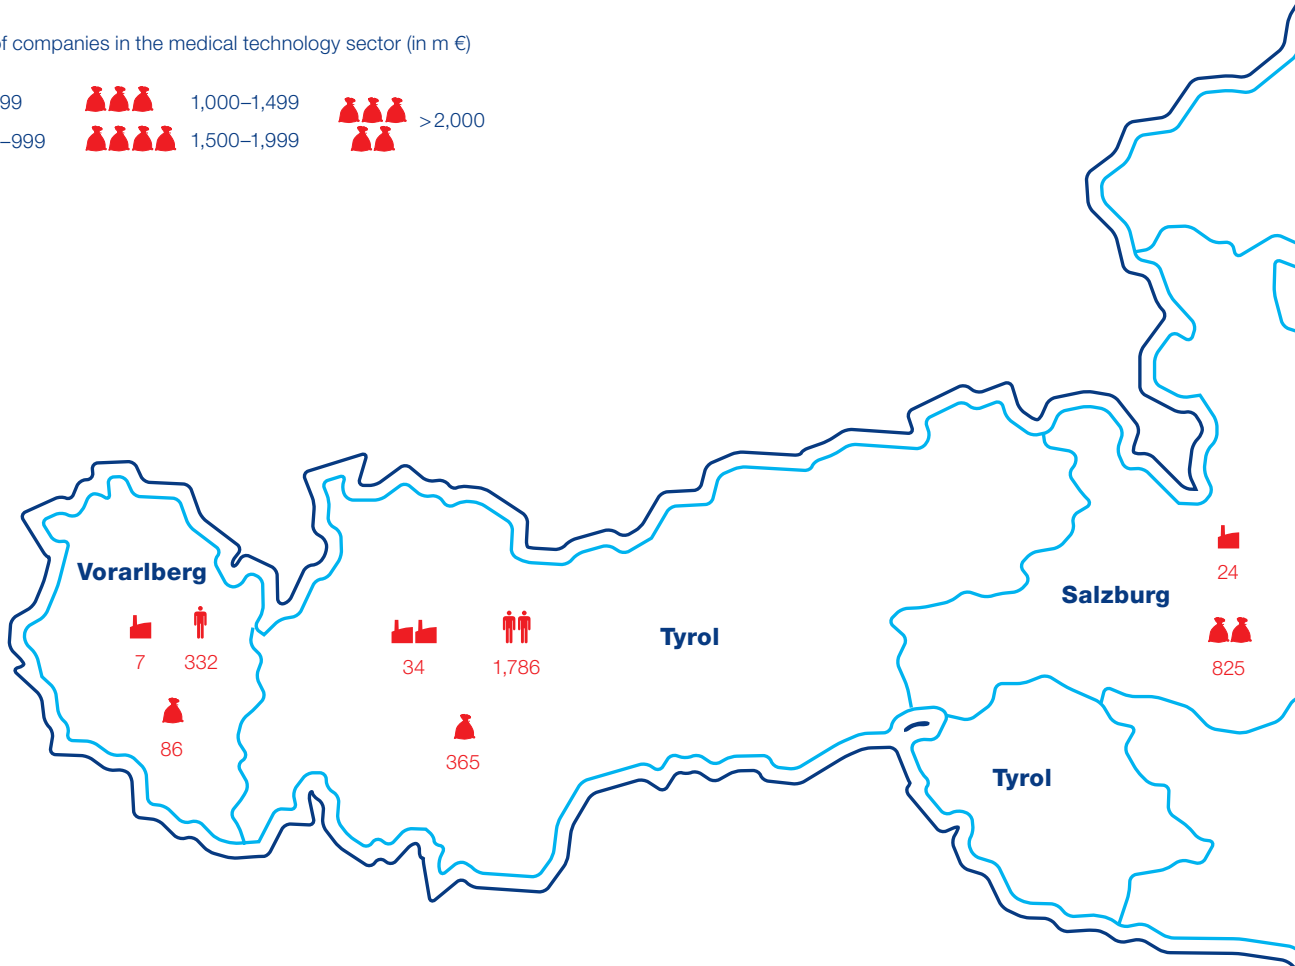 of companies in the medical technology sector (in m €)
99
1,000–1,499
–999
1,500–1,999
>2,000
Vorarlberg
7
332
86
34
1,786
Tyrol
365
24
Salzburg
825
Tyrol